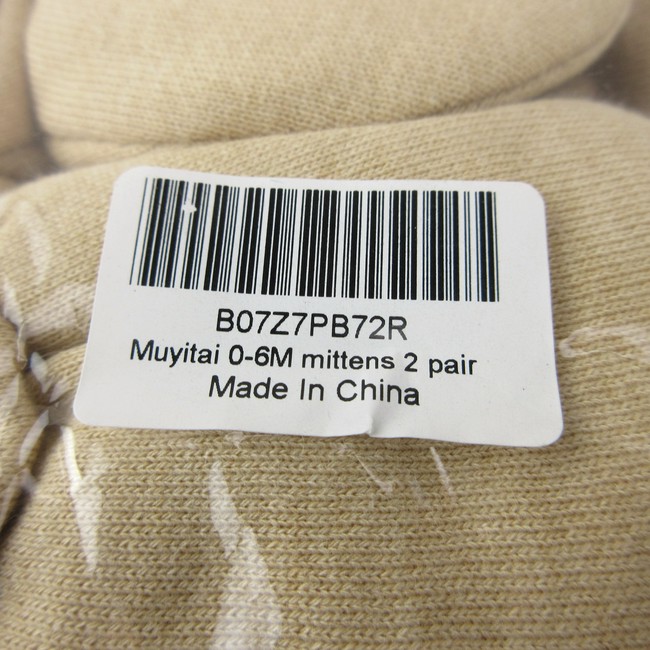 B07Z7PB72R
Muyitai 0-6M mittens 2 pair
Made In China